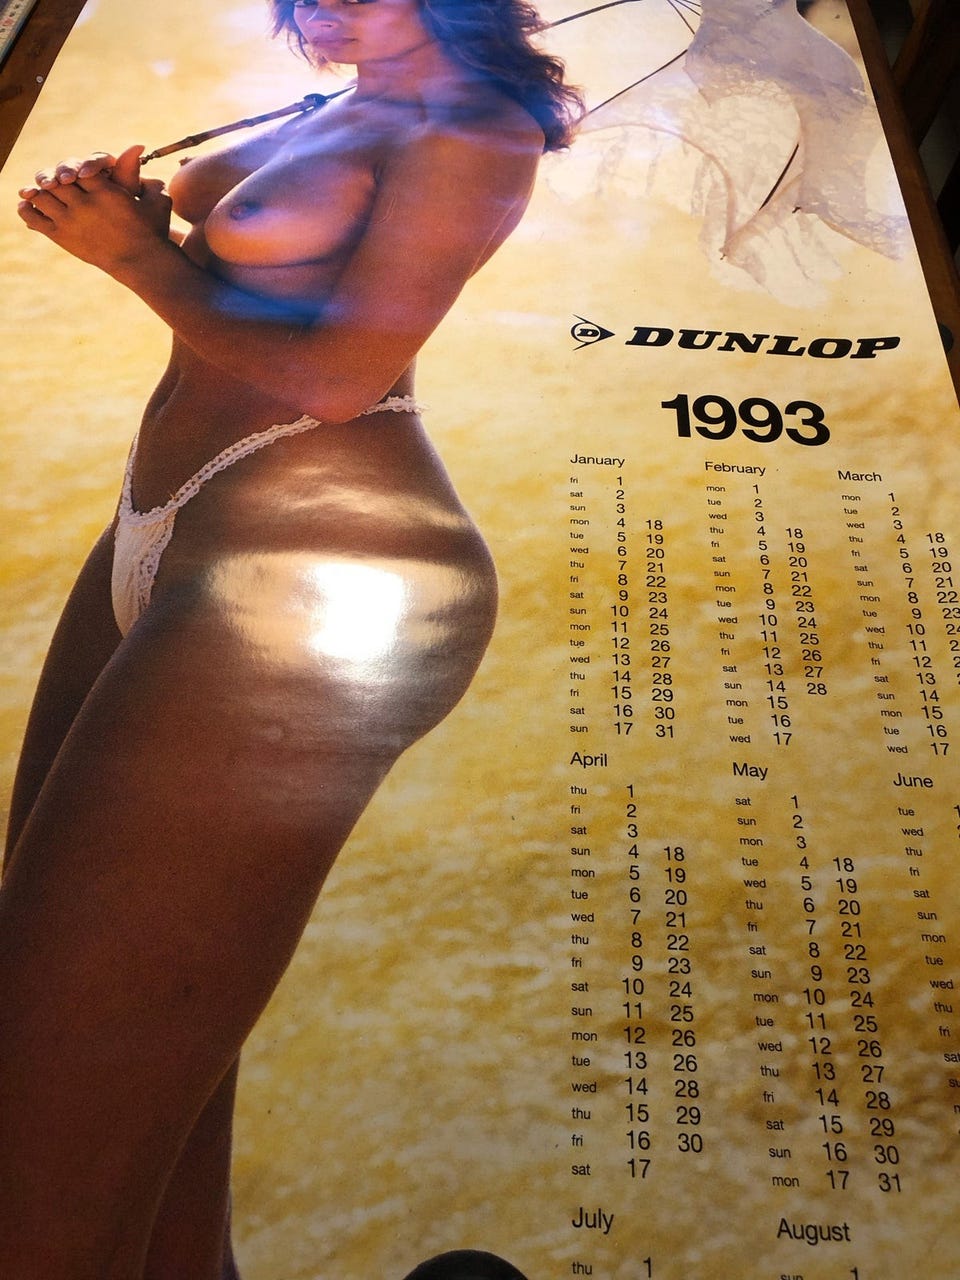 DUNLOP
1993
January
fri 1
sat 2
sun 3
mon 4 18
tue 5 19
wed 6 20
thu 7 21
fri 8 22
sat 9 23
sun 10 24
mon 11 25
tue 12 26
wed 13 27
thu 14 28
fri 15 29
sat 16 30
sun 17 31
February
mon 1
tue 2
wed 3
thu 4 18
fri 5 19
sat 6 20
sun 7 21
mon 8 22
tue 9 23
wed 10 24
thu 11 25
fri 12 26
sat 13 27
sun 14 28
mon 15
tue 16
wed 17
March
mon 1
tue 2
wed 3
thu 4 18
fri 5 19
sat 6 20
sun 7 21
mon 8 22
tue 9 23
wed 10 24
thu 11
fri 12
sat 13
sun 14
mon 15
tue 16
wed 17
April
thu 1
fri 2
sat 3
sun 4 18
mon 5 19
tue 6 20
wed 7 21
thu 8 22
fri 9 23
sat 10 24
sun 11 25
mon 12 26
tue 13 26
wed 14 28
thu 15 29
fri 16 30
sat 17
May
sat 1
sun 2
mon 3
tue 4 18
wed 5 19
thu 6 20
fri 7 21
sat 8 22
sun 9 23
mon 10 24
tue 11 25
wed 12 26
thu 13 27
fri 14 28
sat 15 29
sun 16 30
mon 17 31
June
tue
wed
thu
fri
sat
sun
mon
tue
wed
thu
fri
sat
July
thu 1
August
sun 1